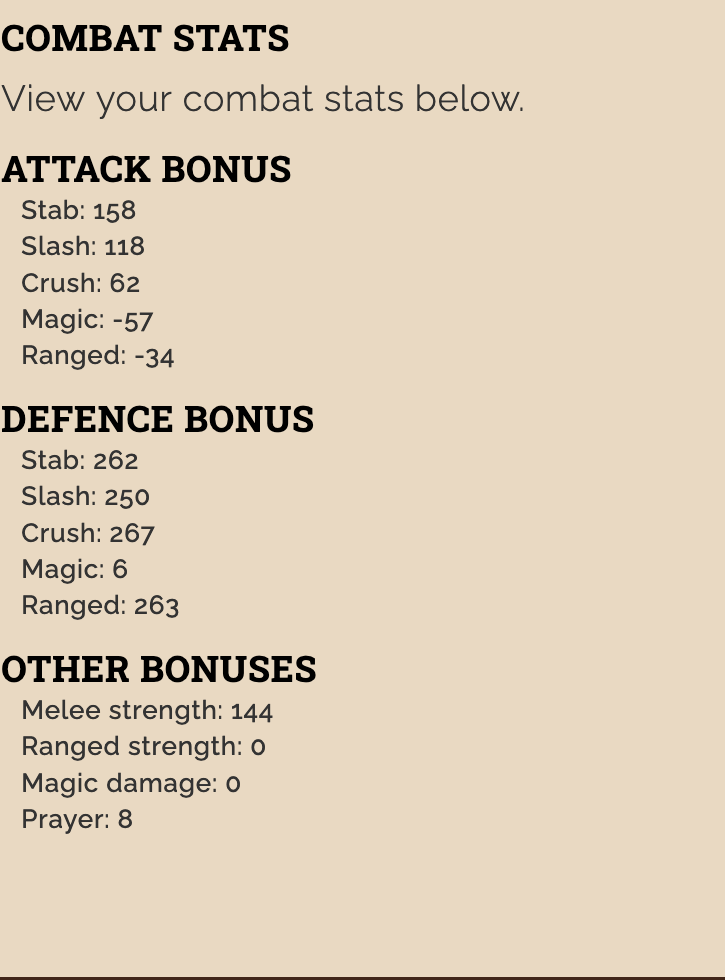 COMBAT STATS
View your combat stats below.
ATTACK BONUS
Stab: 158
Slash: 118
Crush: 62
Magic: -57
Ranged: -34
DEFENCE BONUS
Stab: 262
Slash: 250
Crush: 267
Magic: 6
Ranged: 263
OTHER BONUSES
Melee strength: 144
Ranged strength: 0
Magic damage: 0
Prayer: 8